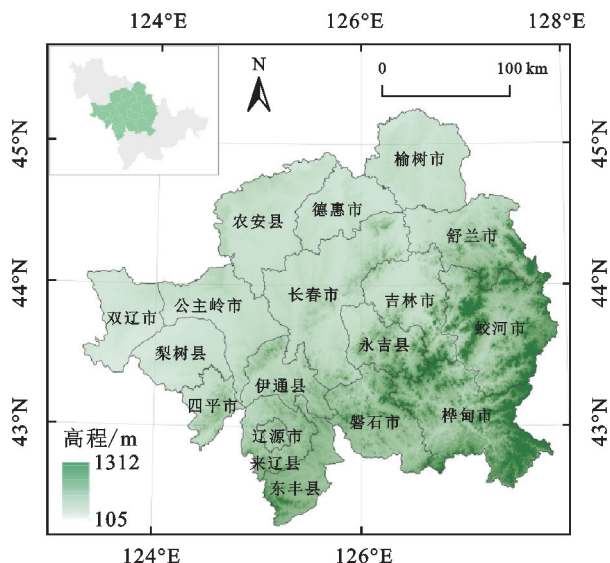 124°E 126°E 128°E
N
0 100 km
45°N 45°N
榆树市
德惠市
农安县
舒兰市
44°N 44°N
长春市 吉林市
公主岭市
双辽市 蛟河市
永吉县
梨树县
伊通县
四平市 桦甸市
43°N 43°N
磐石市
辽源市
高程/m
1312
来辽县
东丰县
105
124°E 126°E